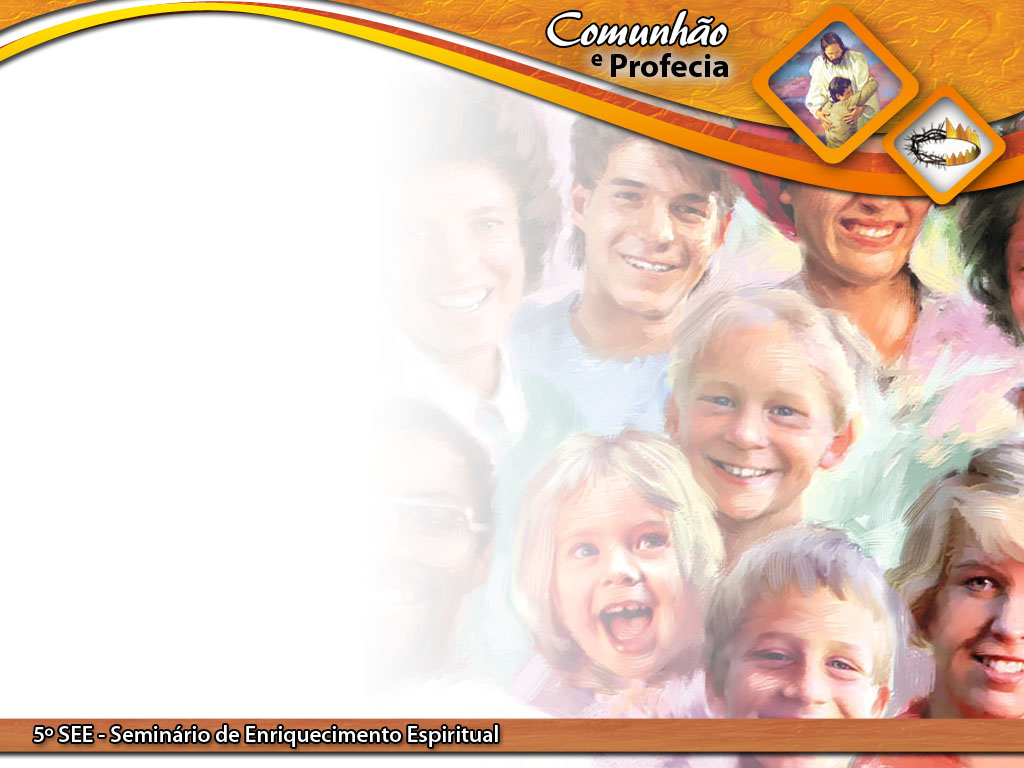 Comunhão
e Profecia
5º SEE - Seminário de Enriquecimento Espiritual